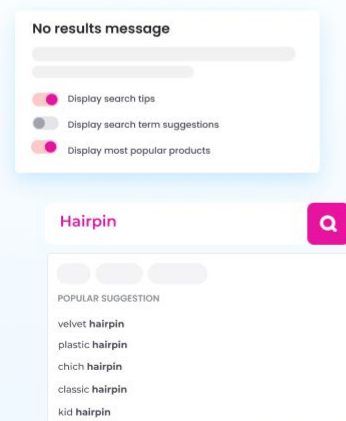 No results message
Display search tips
Display search term suggestions
Display most popular products
Hairpin
POPULAR SUGGESTION
velvet hairpin
plastic hairpin
chich hairpin
classic hairpin
kid hairpin